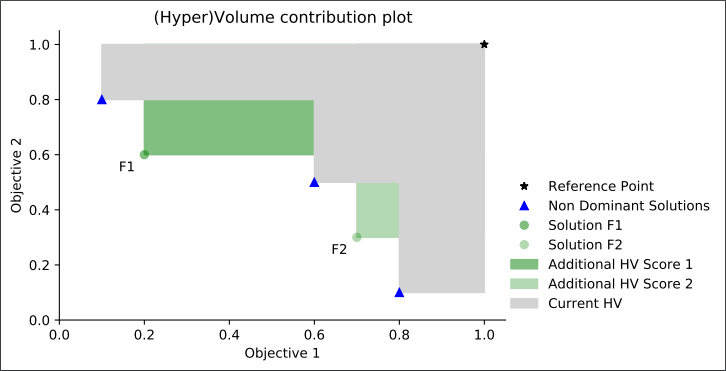 (Hyper)Volume contribution plot
1.0
0.8
0.6
0.4
0.2
0.0
Objective 2
F1
F2
0.0 0.2 0.4 0.6 0.8 1.0
Objective 1
Reference Point
Non Dominant Solutions
Solution F1
Solution F2
Additional HV Score 1
Additional HV Score 2
Current HV